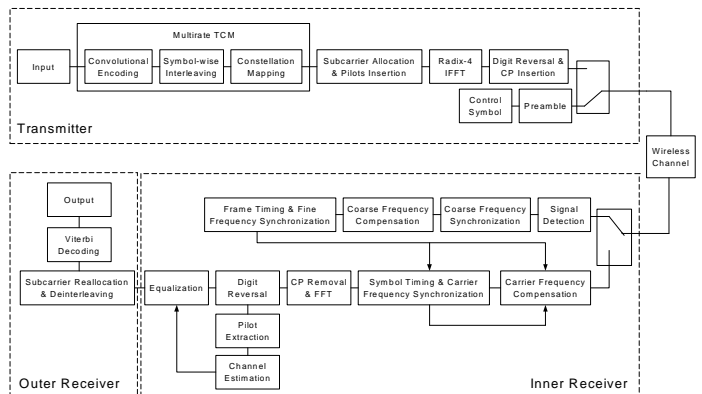 Multirate TCM
Input
Convolutional
Encoding
Symbol-wise
Interleaving
Constellation
Mapping
Subcarrier Allocation
& Pilots Insertion
Radix-4
IFFT
Digit Reversal &
CP Insertion
Control
Symbol
Preamble
Transmitter
Wireless
Channel
Output
Viterbi
Decoding
Subcarrier Reallocation
& Deinterleaving
Outer Receiver
Frame Timing & Fine
Frequency Synchronization
Coarse Frequency
Compensation
Coarse Frequency
Synchronization
Signal
Detection
Equalization
Digit
Reversal
CP Removal
& FFT
Symbol Timing & Carrier
Frequency Synchronization
Carrier Frequency
Compensation
Pilot
Extraction
Channel
Estimation
Inner Receiver